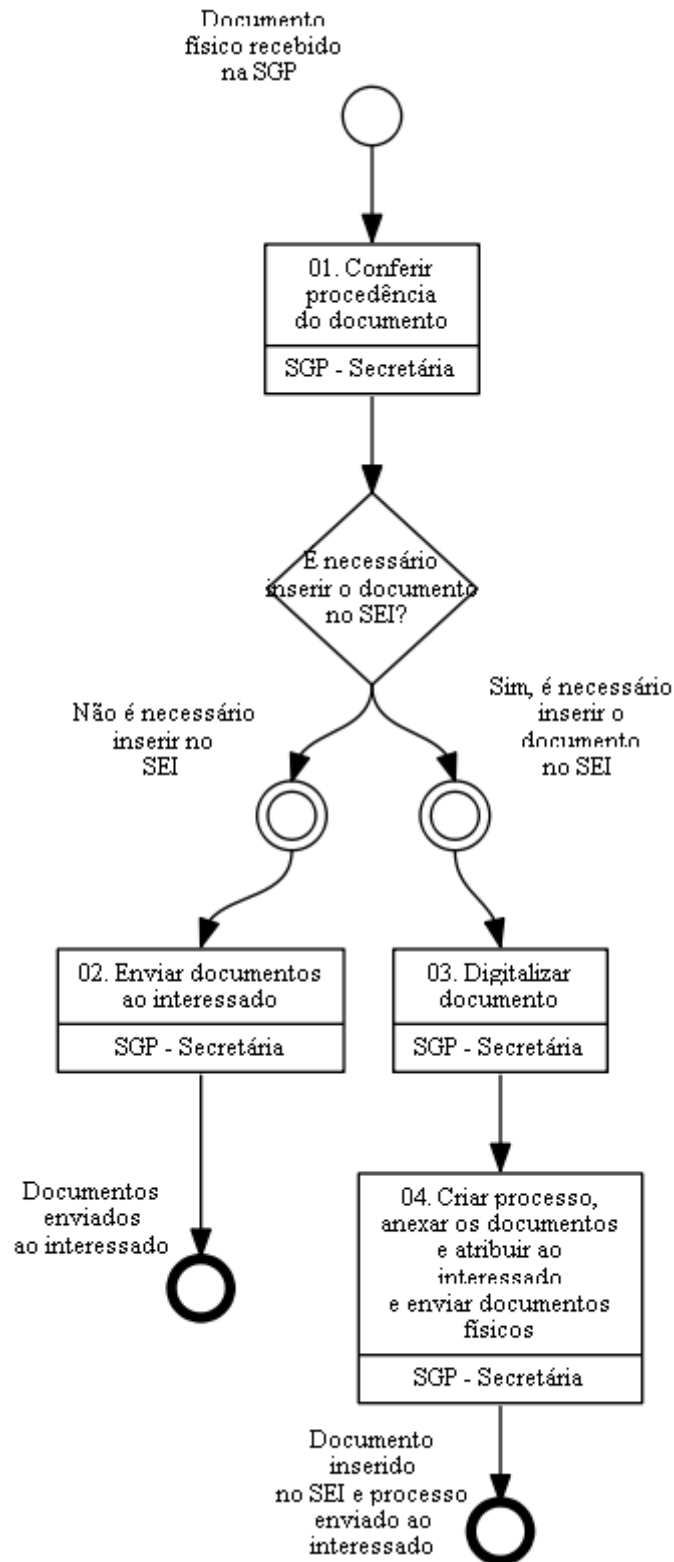 Documento
físico recebido
na SGP
01. Conferir
procedência
do documento
SGP - Secretária
É necessário
inserir o documento
no SEI?
Não é necessário
inserir no
SEI
Sim, é necessário
inserir o
documento
no SEI
02. Enviar documentos
ao interessado
SGP - Secretária
03. Digitalizar
documento
SGP - Secretária
Documentos
enviados
ao interessado
04. Criar processo,
anexar os documentos
e atribuir ao
interessado
e enviar documentos
físicos
SGP - Secretária
Documento
inserido
no SEI e processo
enviado ao
interessado